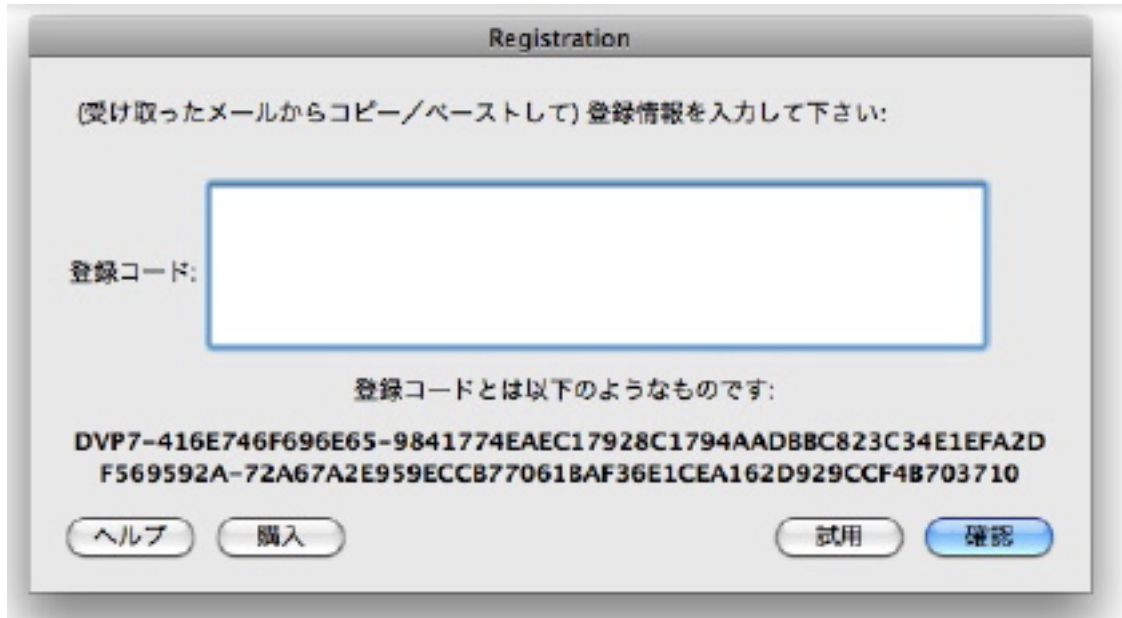 Registration
(受け取ったメールからコピー／ペーストして) 登録情報を入力して下さい:
登録コード:
登録コードとは以下のようなものです:
DVP7-416E746F696E65-9841774EAEC17928C1794AADBBC823C34E1EFA2D
F569592A-72A67A2E959ECCB77061BAF36E1CEA162D929CCF4B703710
ヘルプ
購入
試用
確認